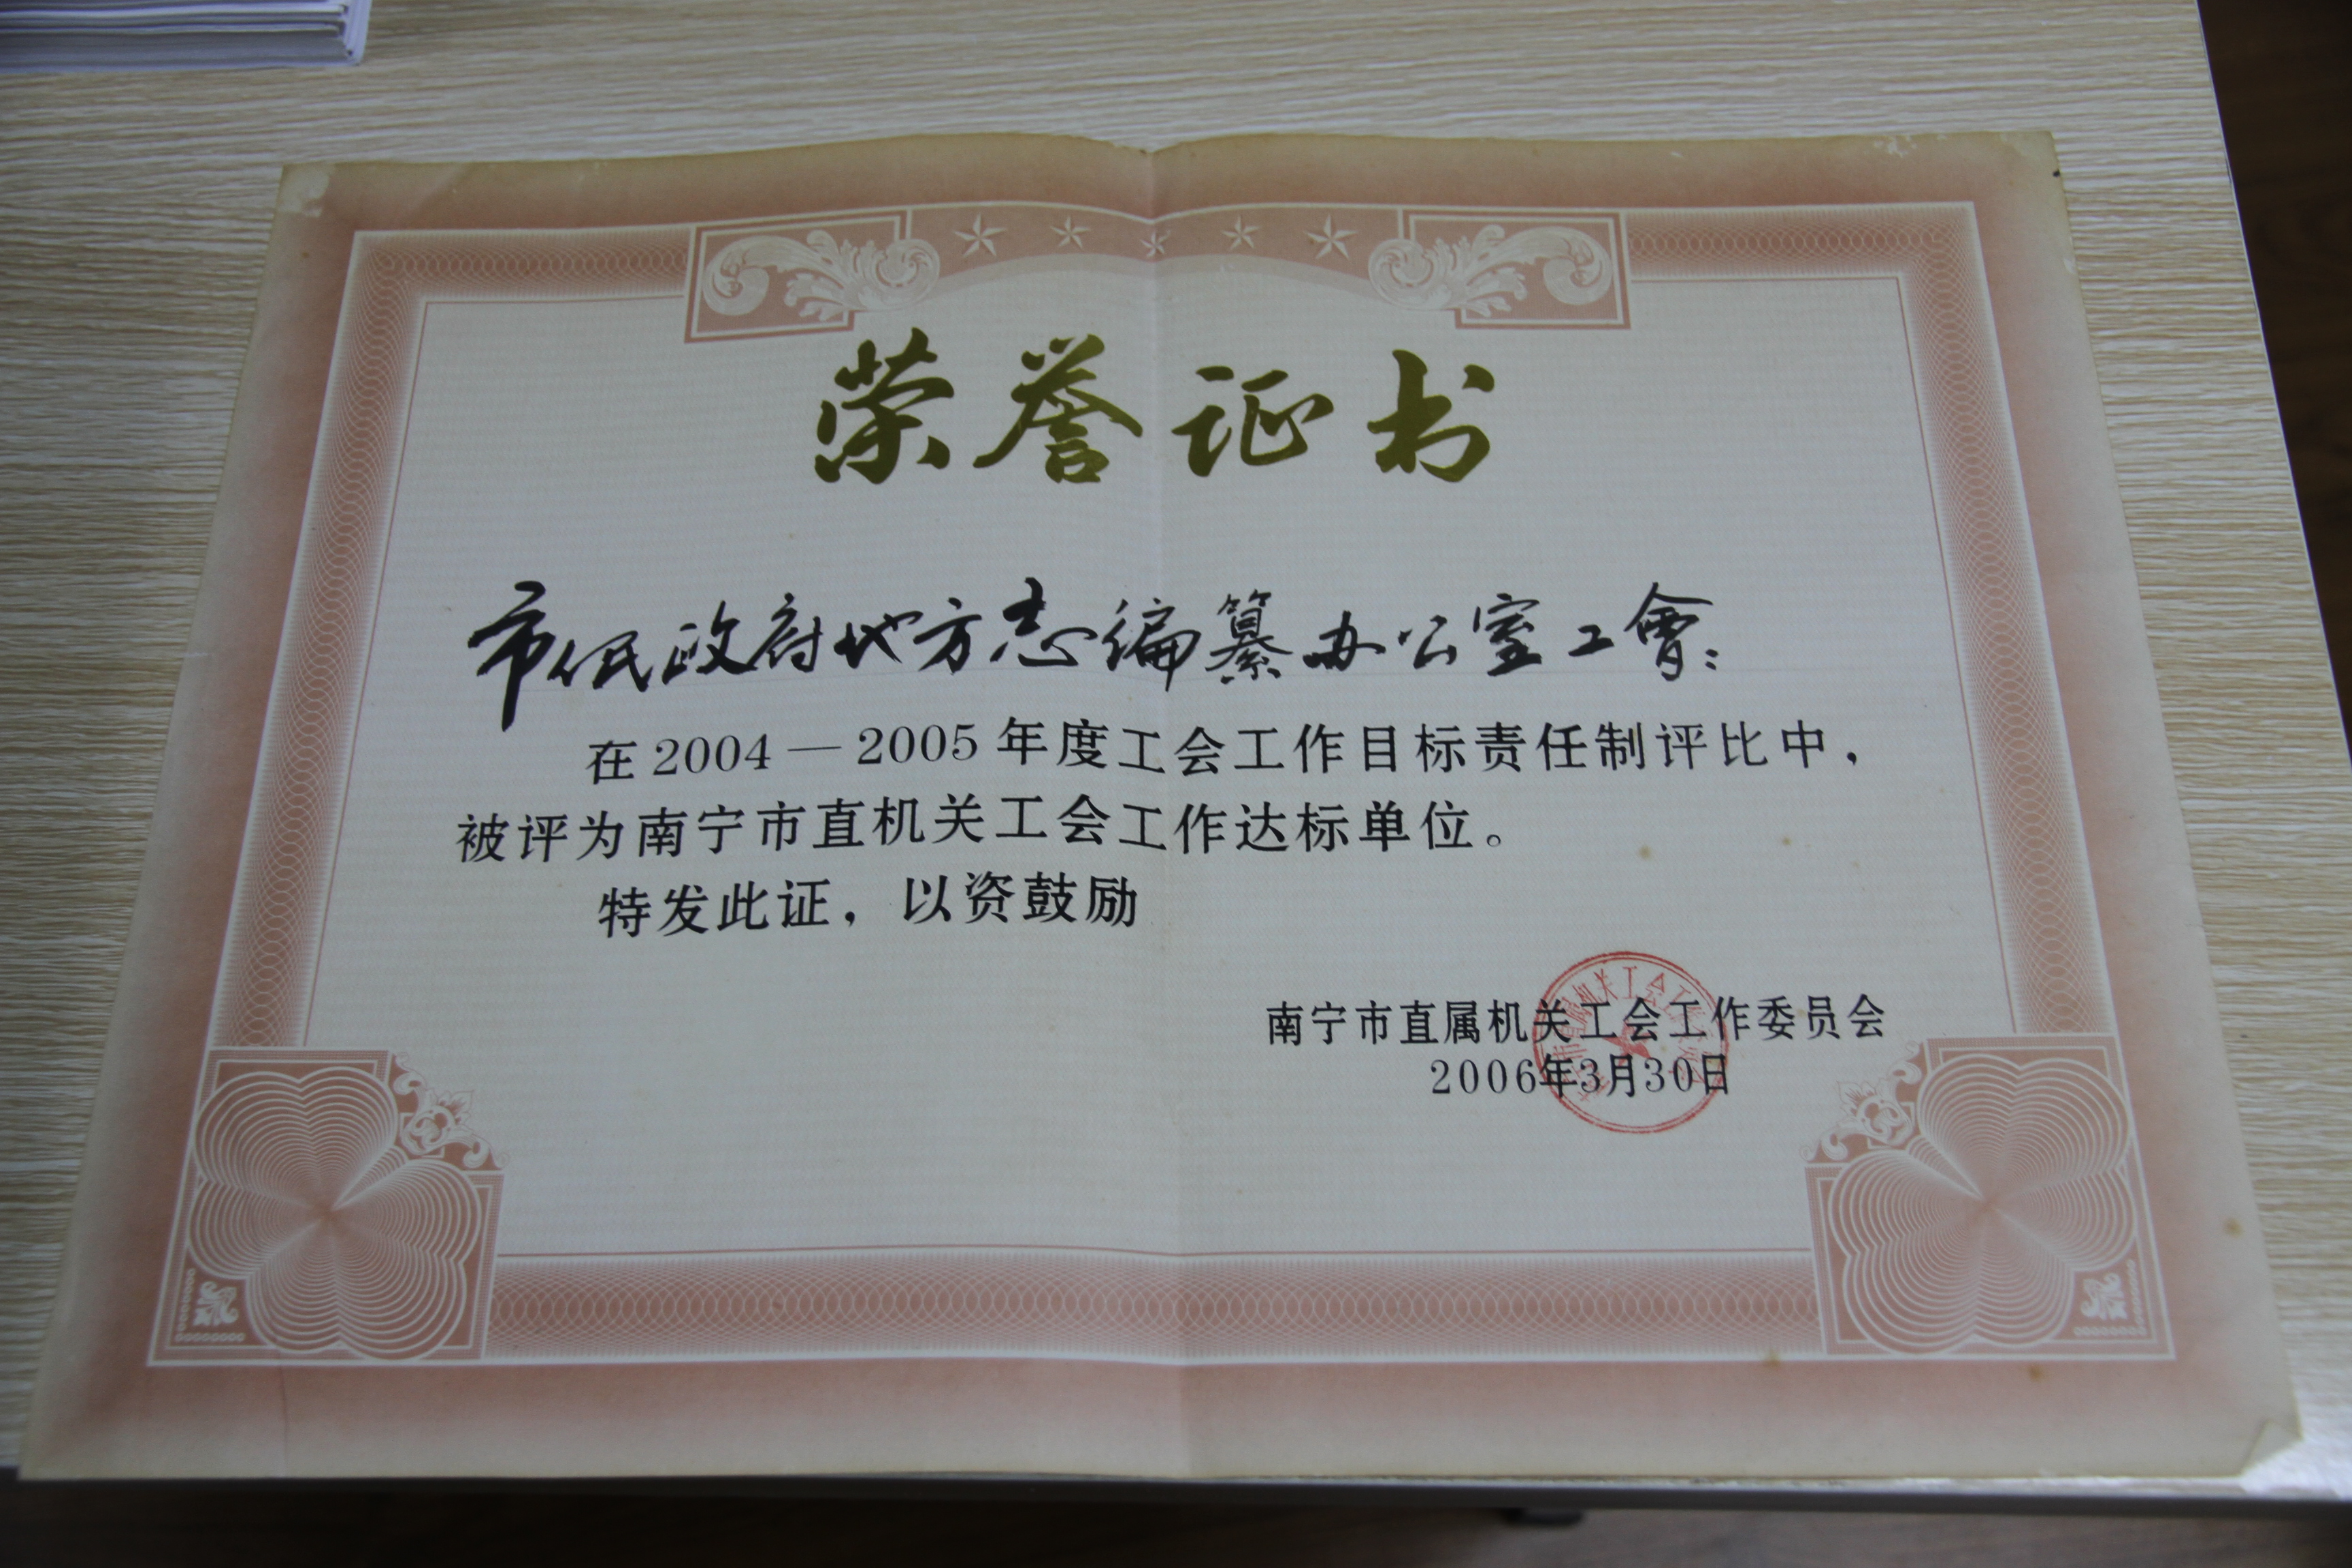 荣誉证书
市人民政府地方志编纂办公室工會：
在2004—2005年度工会工作目标责任制评比中，
被评为南宁市直机关工会工作达标单位。
特发此证，以资鼓励
南宁市直属机关工会工作委员会
2006年3月30日